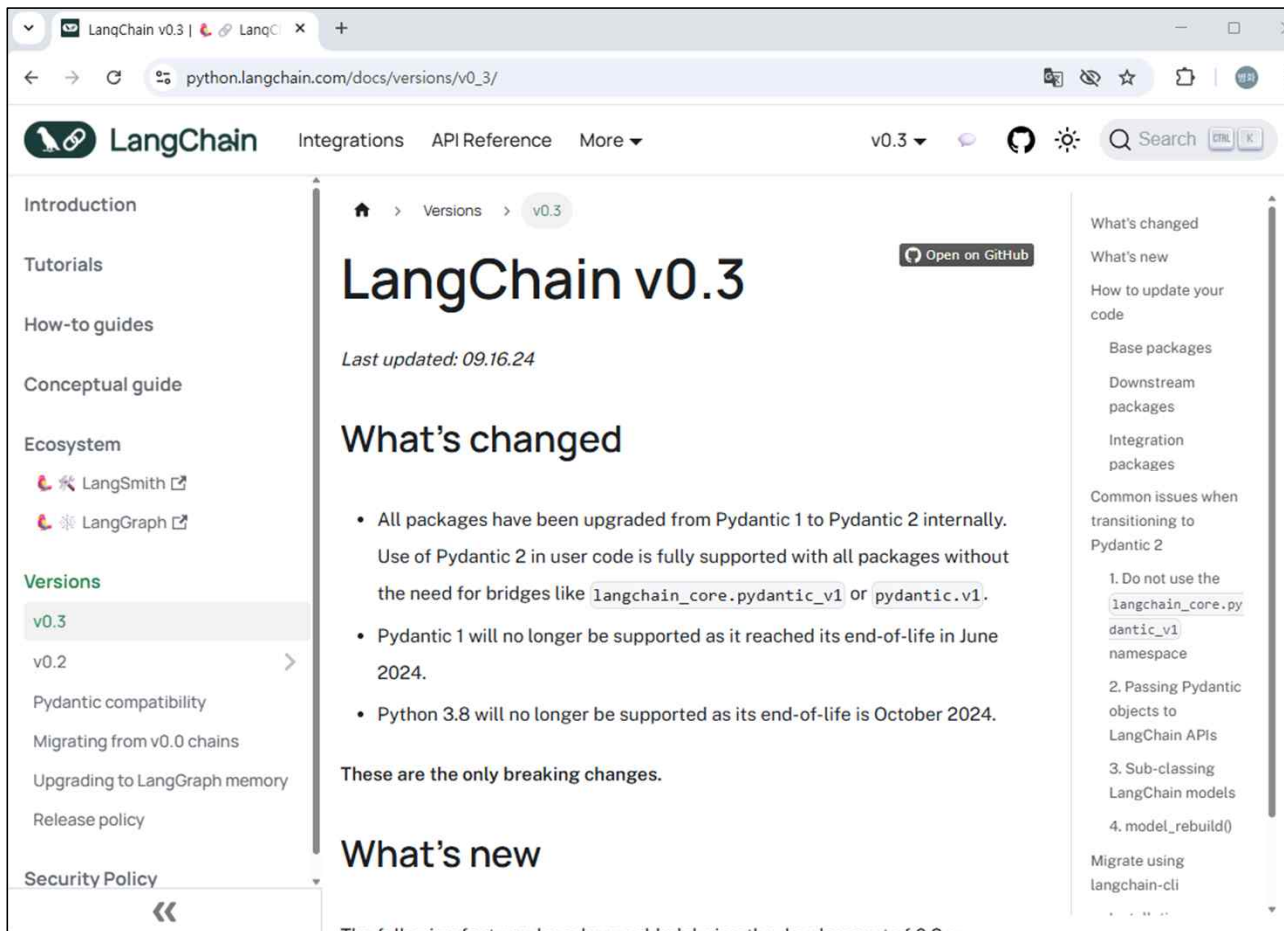 LangChain v0.3 | LangC
python.langchain.com/docs/versions/v0_3/
범희
LangChain
Integrations API Reference More
v0.3
Search CTRL K
Introduction
Tutorials
How-to guides
Conceptual guide
Ecosystem
LangSmith
LangGraph
Versions
v0.3
v0.2
Pydantic compatibility
Migrating from v0.0 chains
Upgrading to LangGraph memory
Release policy
Security Policy
Versions > v0.3
Open on GitHub
LangChain v0.3
Last updated: 09.16.24
What's changed
• All packages have been upgraded from Pydantic 1 to Pydantic 2 internally.
Use of Pydantic 2 in user code is fully supported with all packages without
the need for bridges like langchain_core.pydantic_v1 or pydantic.v1.
• Pydantic 1 will no longer be supported as it reached its end-of-life in June
2024.
• Python 3.8 will no longer be supported as its end-of-life is October 2024.
These are the only breaking changes.
What's new
What's changed
What's new
How to update your
code
Base packages
Downstream
packages
Integration
packages
Common issues when
transitioning to
Pydantic 2
1. Do not use the
langchain_core.py
dantic_v1
namespace
2. Passing Pydantic
objects to
LangChain APIs
3. Sub-classing
LangChain models
4. model_rebuild()
Migrate using
langchain-cli